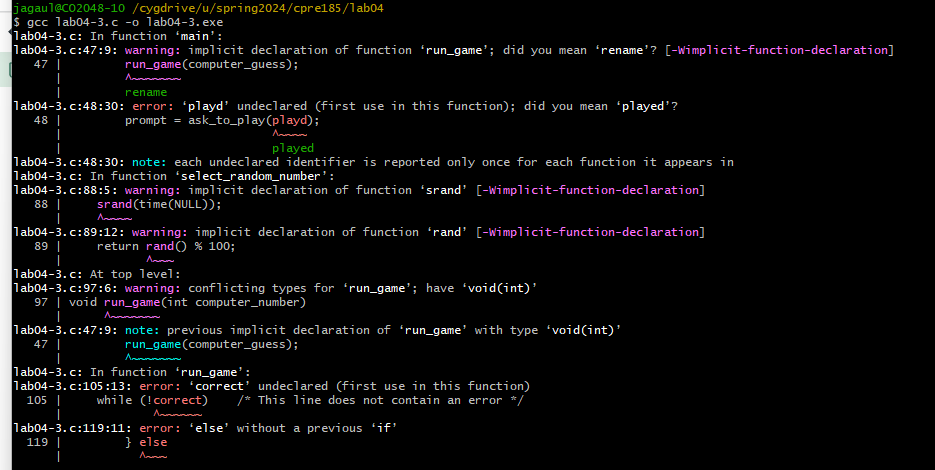 jagaul@CO2048-10 /cygdrive/u/spring2024/cpre185/lab04
$ gcc lab04-3.c -o lab04-3.exe
lab04-3.c: In function ‘main’:
lab04-3.c:47:9: warning: implicit declaration of function ‘run_game’; did you mean ‘rename’? [-Wimplicit-function-declaration]
   47 |         run_game(computer_guess);
      |         ^~~~~~~~
      |         rename
lab04-3.c:48:30: error: ‘playd’ undeclared (first use in this function); did you mean ‘played’?
   48 |         prompt = ask_to_play(playd);
      |                              ^~~~~
      |                              played
lab04-3.c:48:30: note: each undeclared identifier is reported only once for each function it appears in
lab04-3.c: In function ‘select_random_number’:
lab04-3.c:88:5: warning: implicit declaration of function ‘srand’ [-Wimplicit-function-declaration]
   88 |     srand(time(NULL));
      |     ^~~~~
lab04-3.c:89:12: warning: implicit declaration of function ‘rand’ [-Wimplicit-function-declaration]
   89 |     return rand() % 100;
      |            ^~~~
lab04-3.c: At top level:
lab04-3.c:97:6: warning: conflicting types for ‘run_game’; have ‘void(int)’
   97 | void run_game(int computer_number)
      |      ^~~~~~~~
lab04-3.c:47:9: note: previous implicit declaration of ‘run_game’ with type ‘void(int)’
   47 |         run_game(computer_guess);
      |         ^~~~~~~~
lab04-3.c: In function ‘run_game’:
lab04-3.c:105:13: error: ‘correct’ undeclared (first use in this function)
  105 |     while (!correct)    /* This line does not contain an error */
      |             ^~~~~~~
lab04-3.c:119:11: error: ‘else’ without a previous ‘if’
  119 |         } else
      |           ^~~~